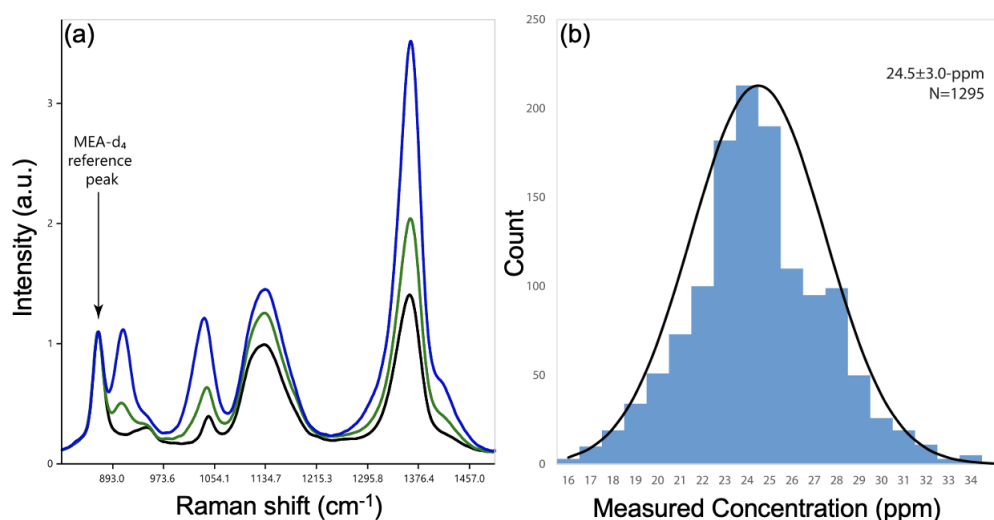 (a)
MEA-d₄
reference
peak
Intensity (a.u.)
3
2
1
0
893.0 973.6 1054.1 1134.7 1215.3 1295.8 1376.4 1457.0
Raman shift (cm⁻¹)
(b)
24.5±3.0-ppm
N=1295
Count
250
200
150
100
50
0
16 17 18 19 20 21 22 23 24 25 26 27 28 29 30 31 32 33 34
Measured Concentration (ppm)